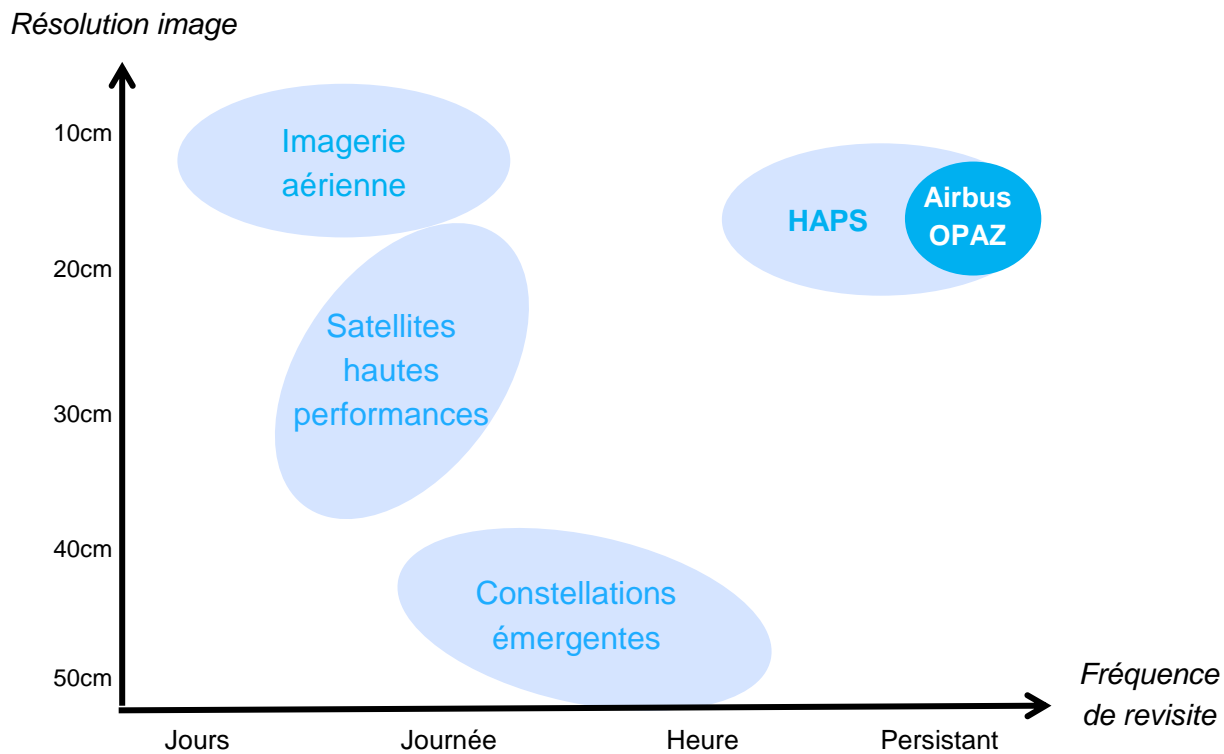 Résolution image
10cm
20cm
30cm
40cm
50cm
Imagerie
aérienne
HAPS
Airbus
OPAZ
Satellites
hautes
performances
Constellations
émergentes
Fréquence
de revisite
Jours
Journée
Heure
Persistant